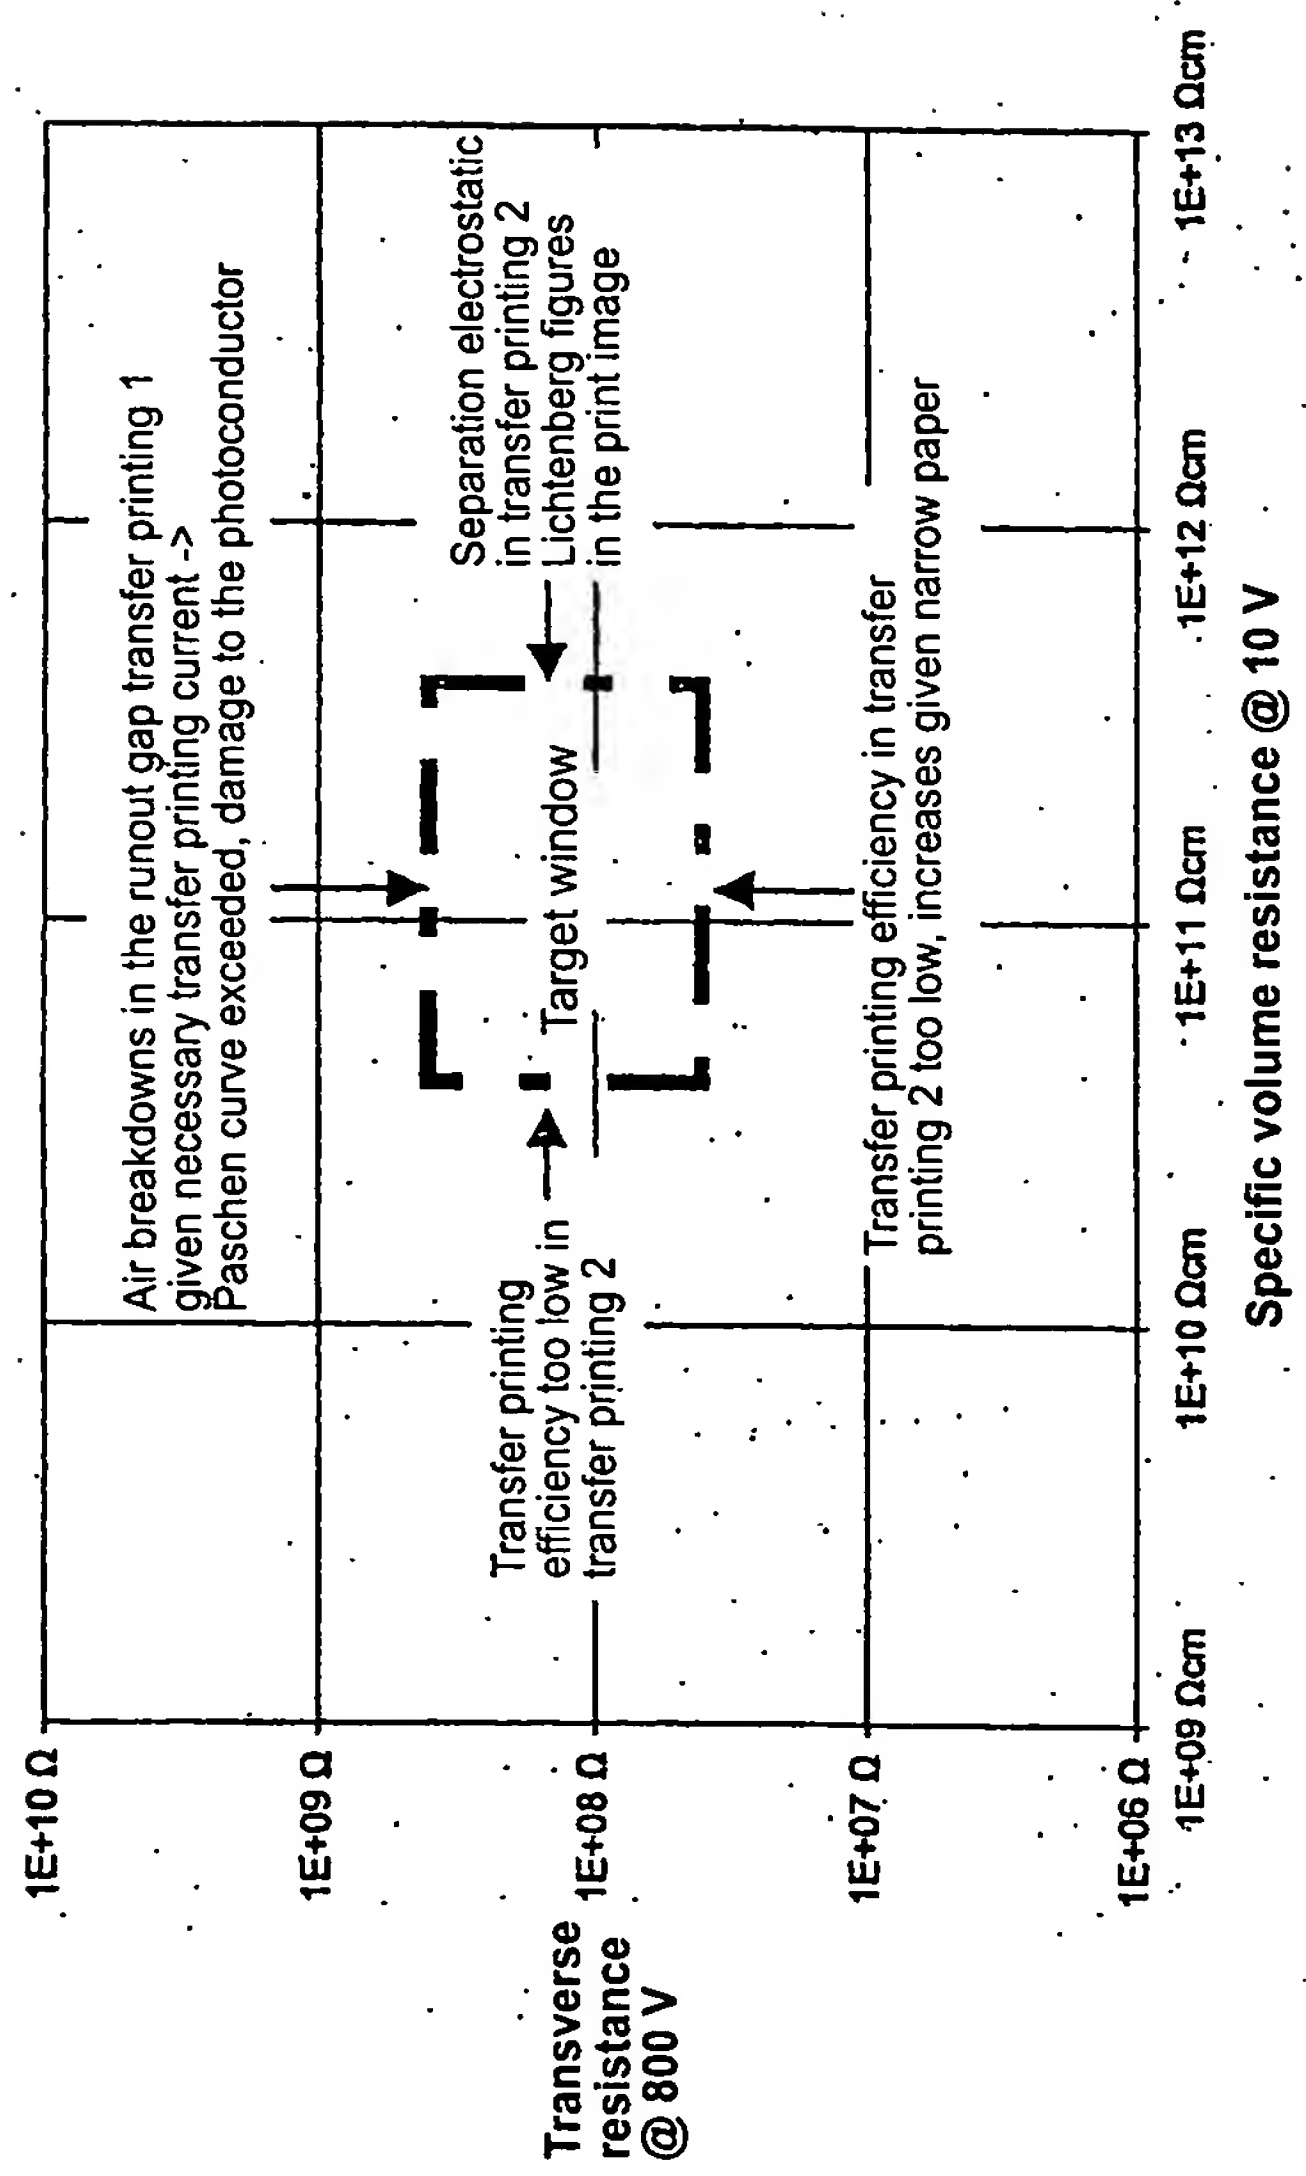 1E+10 Ω
Air breakdowns in the runout gap transfer printing 1
given necessary transfer printing current ->
Paschen curve exceeded, damage to the photoconductor
1E+09 Ω
Transverse
resistance
@ 800 V
1E+08 Ω
Transfer printing
efficiency too low in
transfer printing 2
Target window
Separation electrostatic
in transfer printing 2
Lichtenberg figures
in the print image
1E+07 Ω
Transfer printing efficiency in transfer
printing 2 too low, increases given narrow paper
1E+06 Ω
1E+09 Ωcm
1E+10 Ωcm
1E+11 Ωcm
1E+12 Ωcm
1E+13 Ωcm
Specific volume resistance @ 10 V